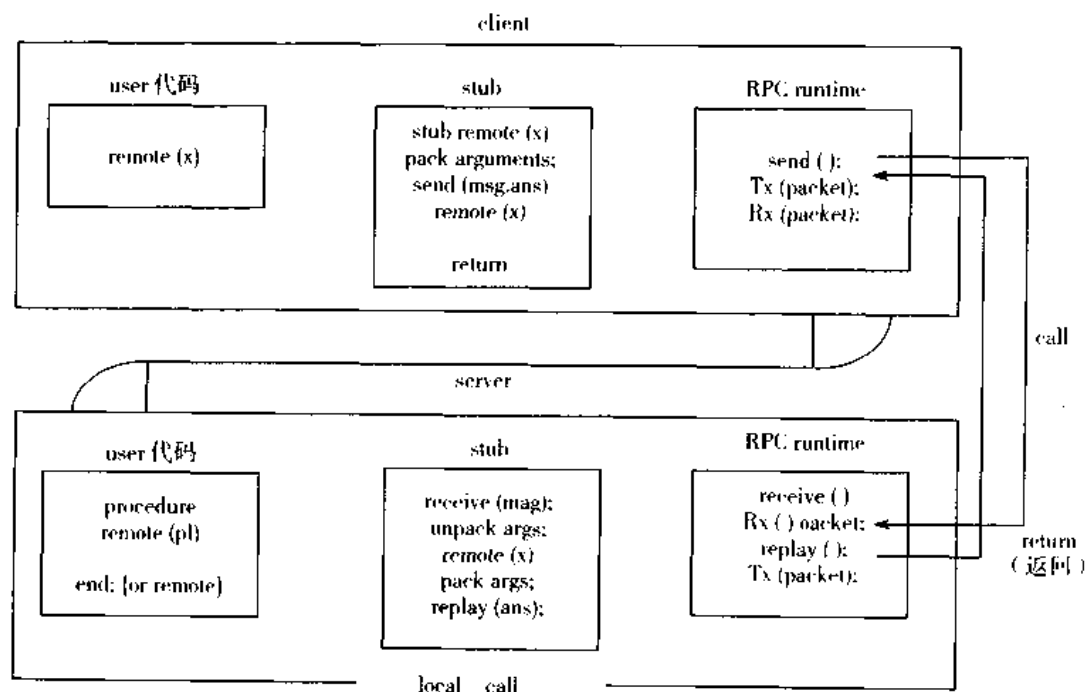 client
user 代码
remote (x)
stub
stub remote (x)
pack arguments;
send (msg.ans)
remote (x)
return
RPC runtime
send ( );
Tx (packet);
Rx (packet);
call
server
user 代码
procedure
remote (pl)
end; {or remote}
stub
receive (mag);
unpack args;
remote (x)
pack args;
replay (ans);
RPC runtime
receive ( )
Rx ( ) oacket;
replay ( );
Tx (packet);
return
(返回)
local call